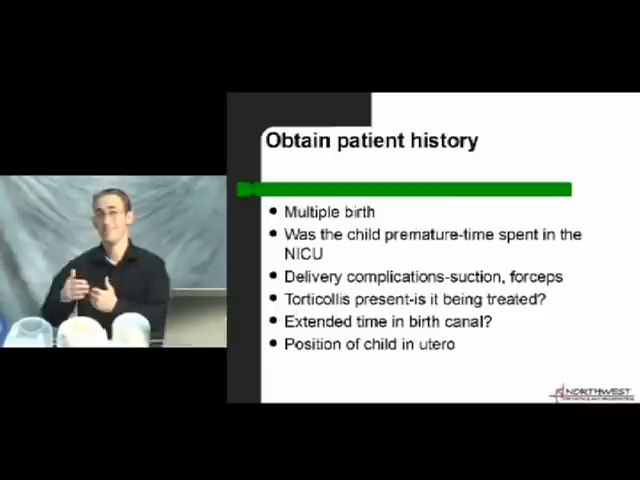 Obtain patient history
Multiple birth
Was the child premature-time spent in the
NICU
Delivery complications-suction, forceps
Torticollis present-is it being treated?
Extended time in birth canal?
Position of child in utero
NORTHWEST